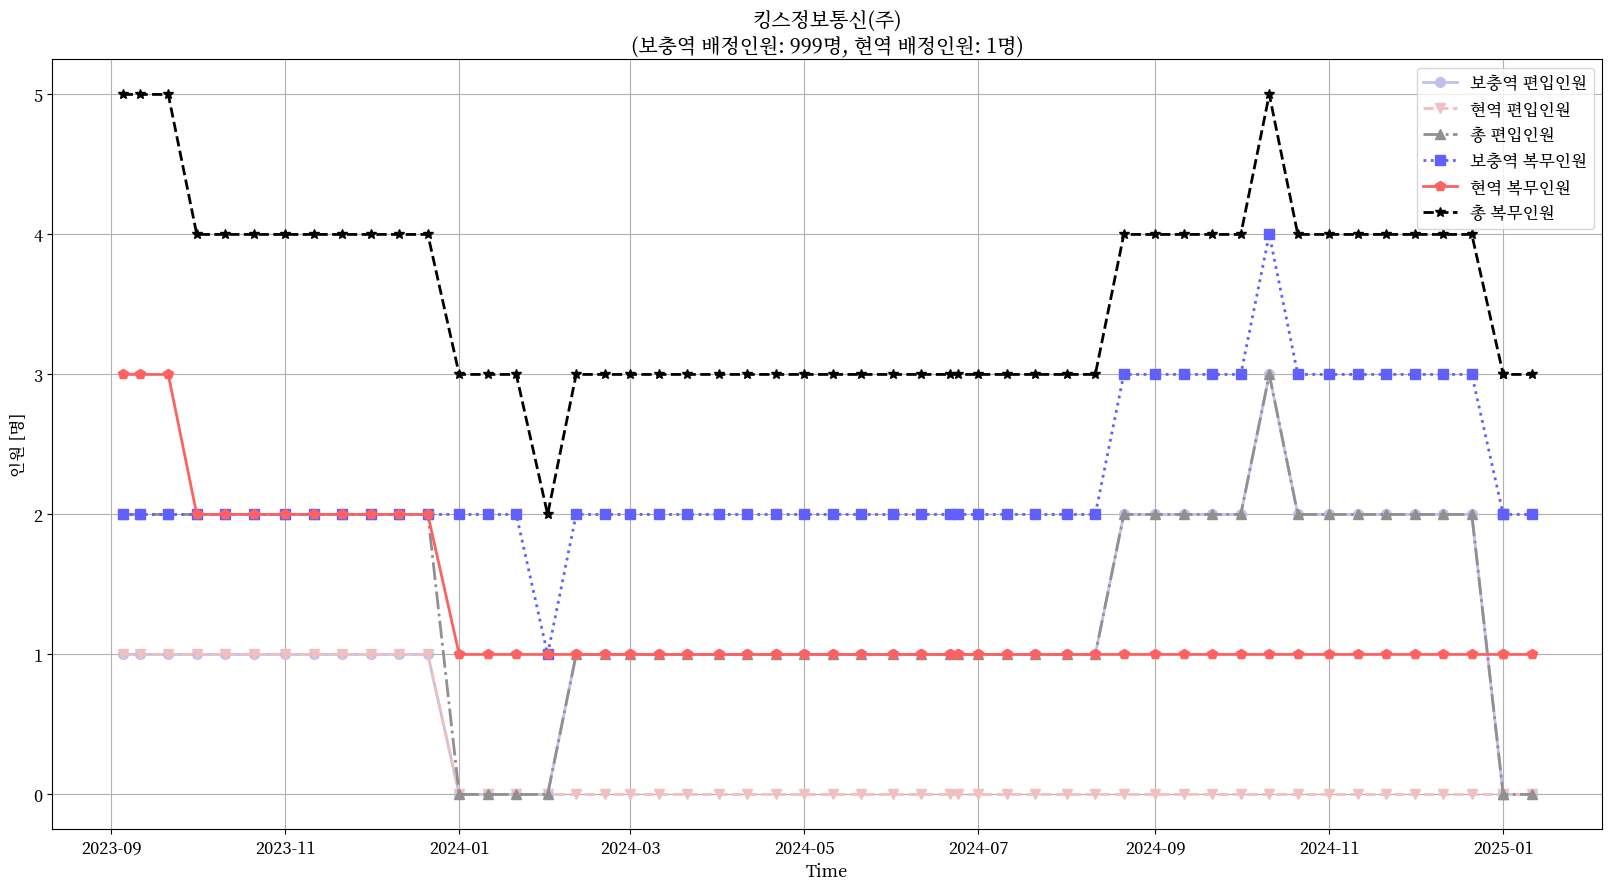 킹스정보통신(주)
(보충역 배정인원: 999명, 현역 배정인원: 1명)
보충역 편입인원
현역 편입인원
총 편입인원
보충역 복무인원
현역 복무인원
총 복무인원
인원 [명]
5
4
3
2
1
0
2023-09
2023-11
2024-01
2024-03
2024-05
2024-07
2024-09
2024-11
2025-01
Time